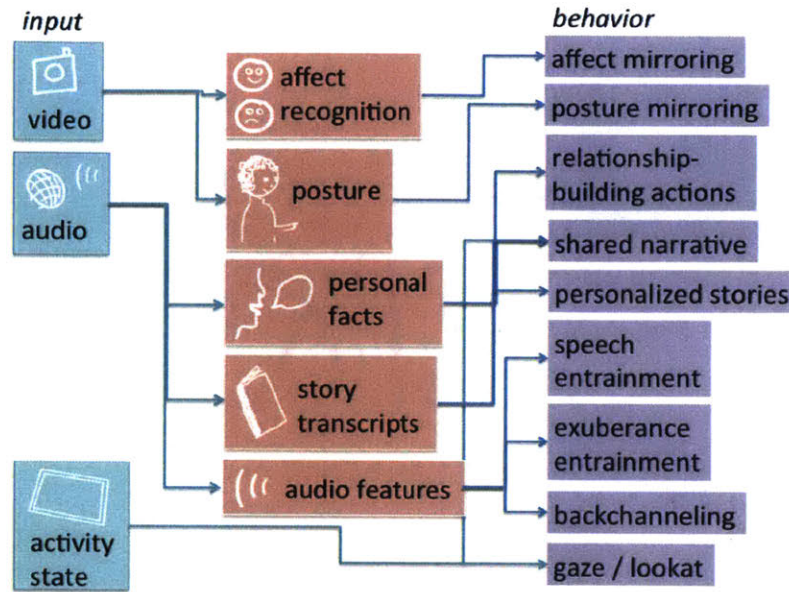 input
behavior
video
audio
activity
state
affect
recognition
posture
personal
facts
story
transcripts
audio features
affect mirroring
posture mirroring
relationship-
building actions
shared narrative
personalized stories
speech
entrainment
exuberance
entrainment
backchanneling
gaze / lookat